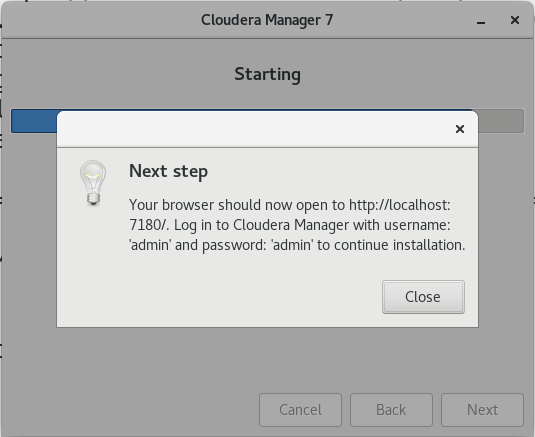 Cloudera Manager 7
Starting
Next step
Your browser should now open to http://localhost:
7180/. Log in to Cloudera Manager with username:
'admin' and password: 'admin' to continue installation.
Close
Cancel Back Next